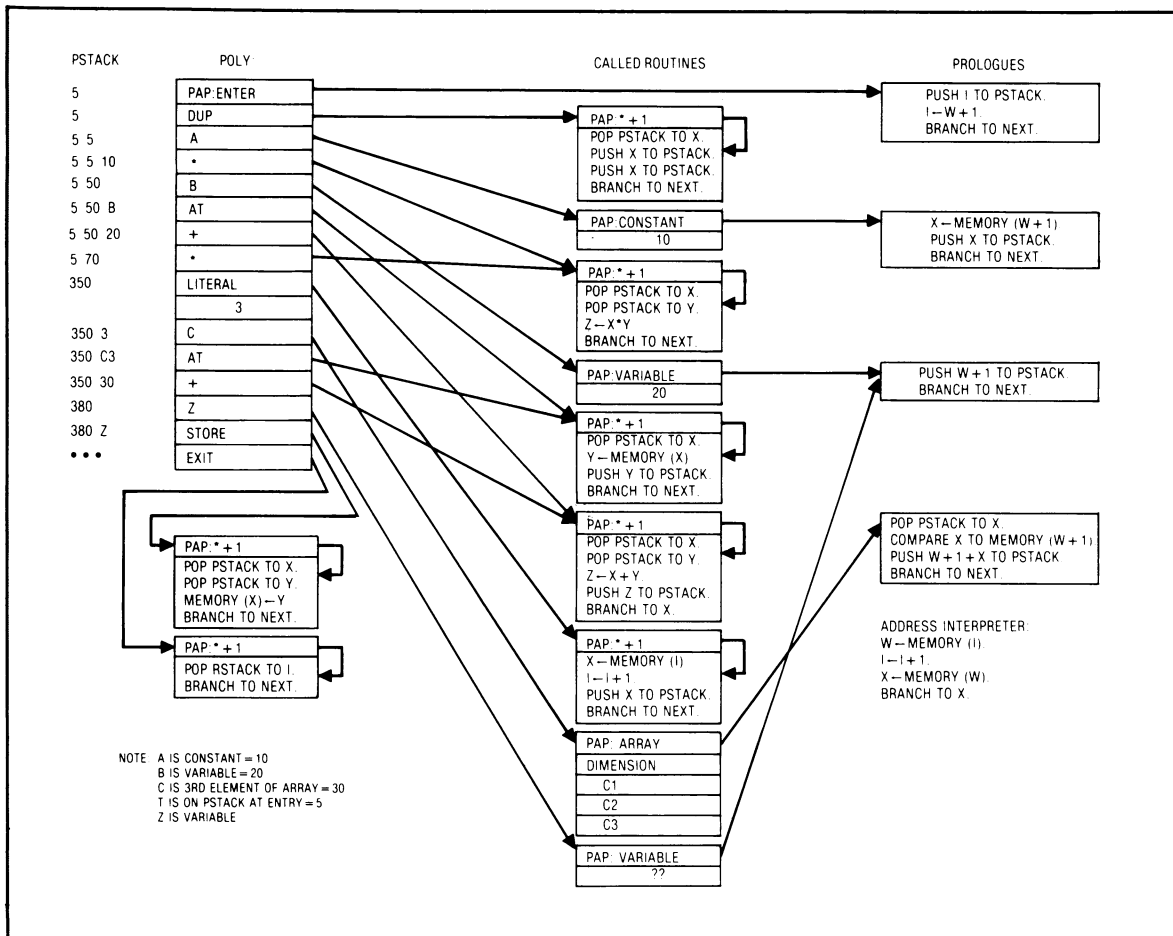 PSTACK
5
5
5 5
5 5 10
5 50
5 50 B
5 50 20
5 70
350
350 3
350 C3
350 30
380
380 Z
• • •
POLY:
PAP:ENTER
DUP
A
*
B
AT
+
*
LITERAL
3
C
AT
+
Z
STORE
EXIT
PAP:* + 1
POP PSTACK TO X.
POP PSTACK TO Y.
MEMORY (X)←Y
BRANCH TO NEXT.
PAP:* + 1
POP RSTACK TO I.
BRANCH TO NEXT.
NOTE A IS CONSTANT = 10
B IS VARIABLE = 20
C IS 3RD ELEMENT OF ARRAY = 30
T IS ON PSTACK AT ENTRY = 5
Z IS VARIABLE
CALLED ROUTINES
PAP:* + 1
POP PSTACK TO X.
PUSH X TO PSTACK.
PUSH X TO PSTACK.
BRANCH TO NEXT.
PAP:CONSTANT
10
PAP:* + 1
POP PSTACK TO X.
POP PSTACK TO Y.
Z←X*Y
BRANCH TO NEXT.
PAP:VARIABLE
20
PAP:* + 1
POP PSTACK TO X.
Y←MEMORY (X)
PUSH Y TO PSTACK.
BRANCH TO NEXT.
PAP:* + 1
POP PSTACK TO X.
POP PSTACK TO Y.
Z←X + Y
PUSH Z TO PSTACK.
BRANCH TO X.
PAP:* + 1
X←MEMORY (I)
I←I+1.
PUSH X TO PSTACK.
BRANCH TO NEXT.
PAP: ARRAY
DIMENSION
C1
C2
C3
PAP: VARIABLE
??
PROLOGUES
PUSH I TO PSTACK.
I←W + 1.
BRANCH TO NEXT.
X←MEMORY (W + 1)
PUSH X TO PSTACK.
BRANCH TO NEXT.
PUSH W + 1 TO PSTACK.
BRANCH TO NEXT.
POP PSTACK TO X.
COMPARE X TO MEMORY (W + 1)
PUSH W + 1 + X TO PSTACK
BRANCH TO NEXT.
ADDRESS INTERPRETER:
W←MEMORY (I).
I←I + 1.
X←MEMORY (W).
BRANCH TO X.